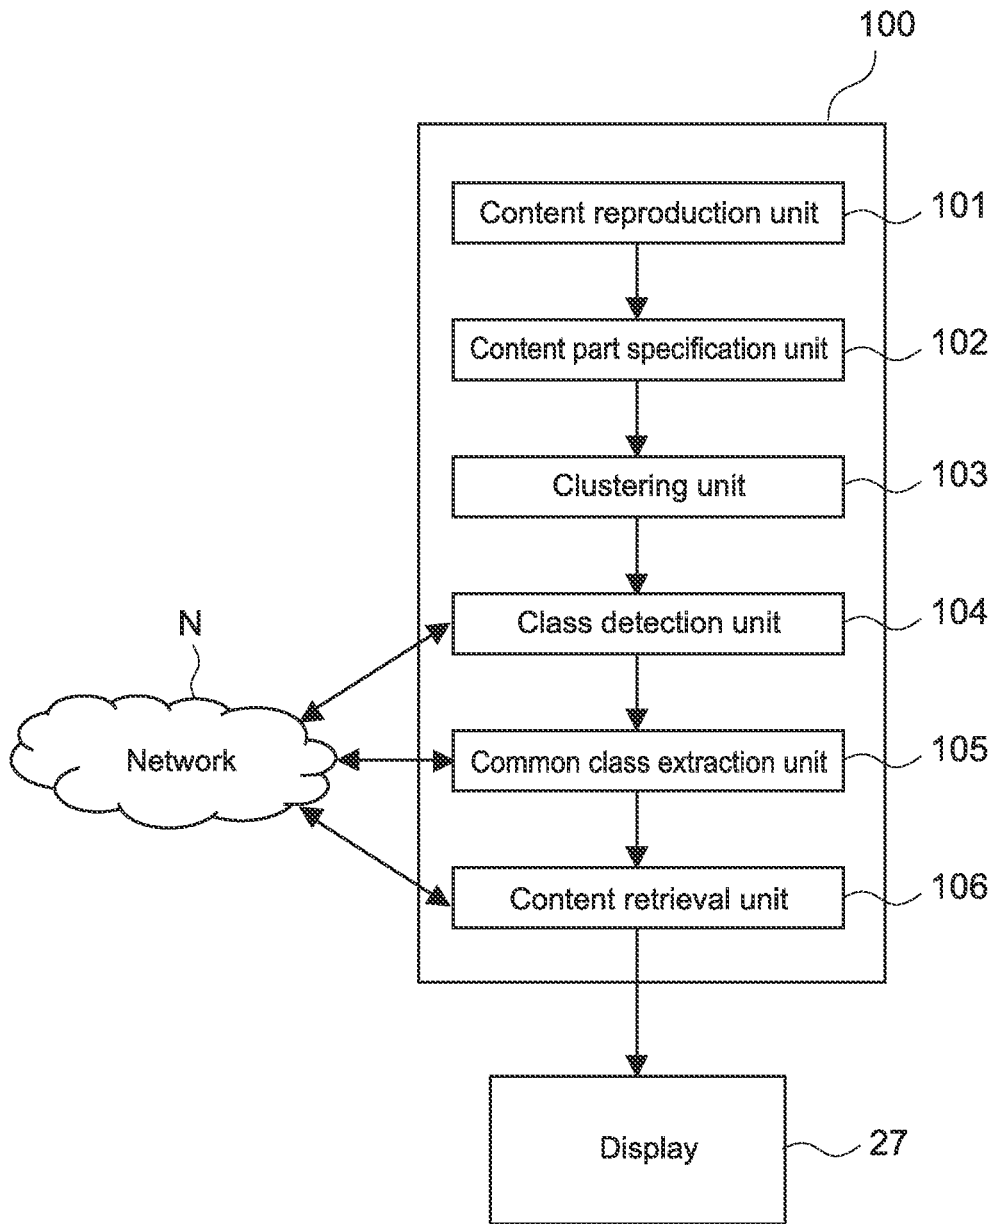 100
Content reproduction unit
101
Content part specification unit
102
Clustering unit
103
Class detection unit
104
N
Network
Common class extraction unit
105
Content retrieval unit
106
Display
27